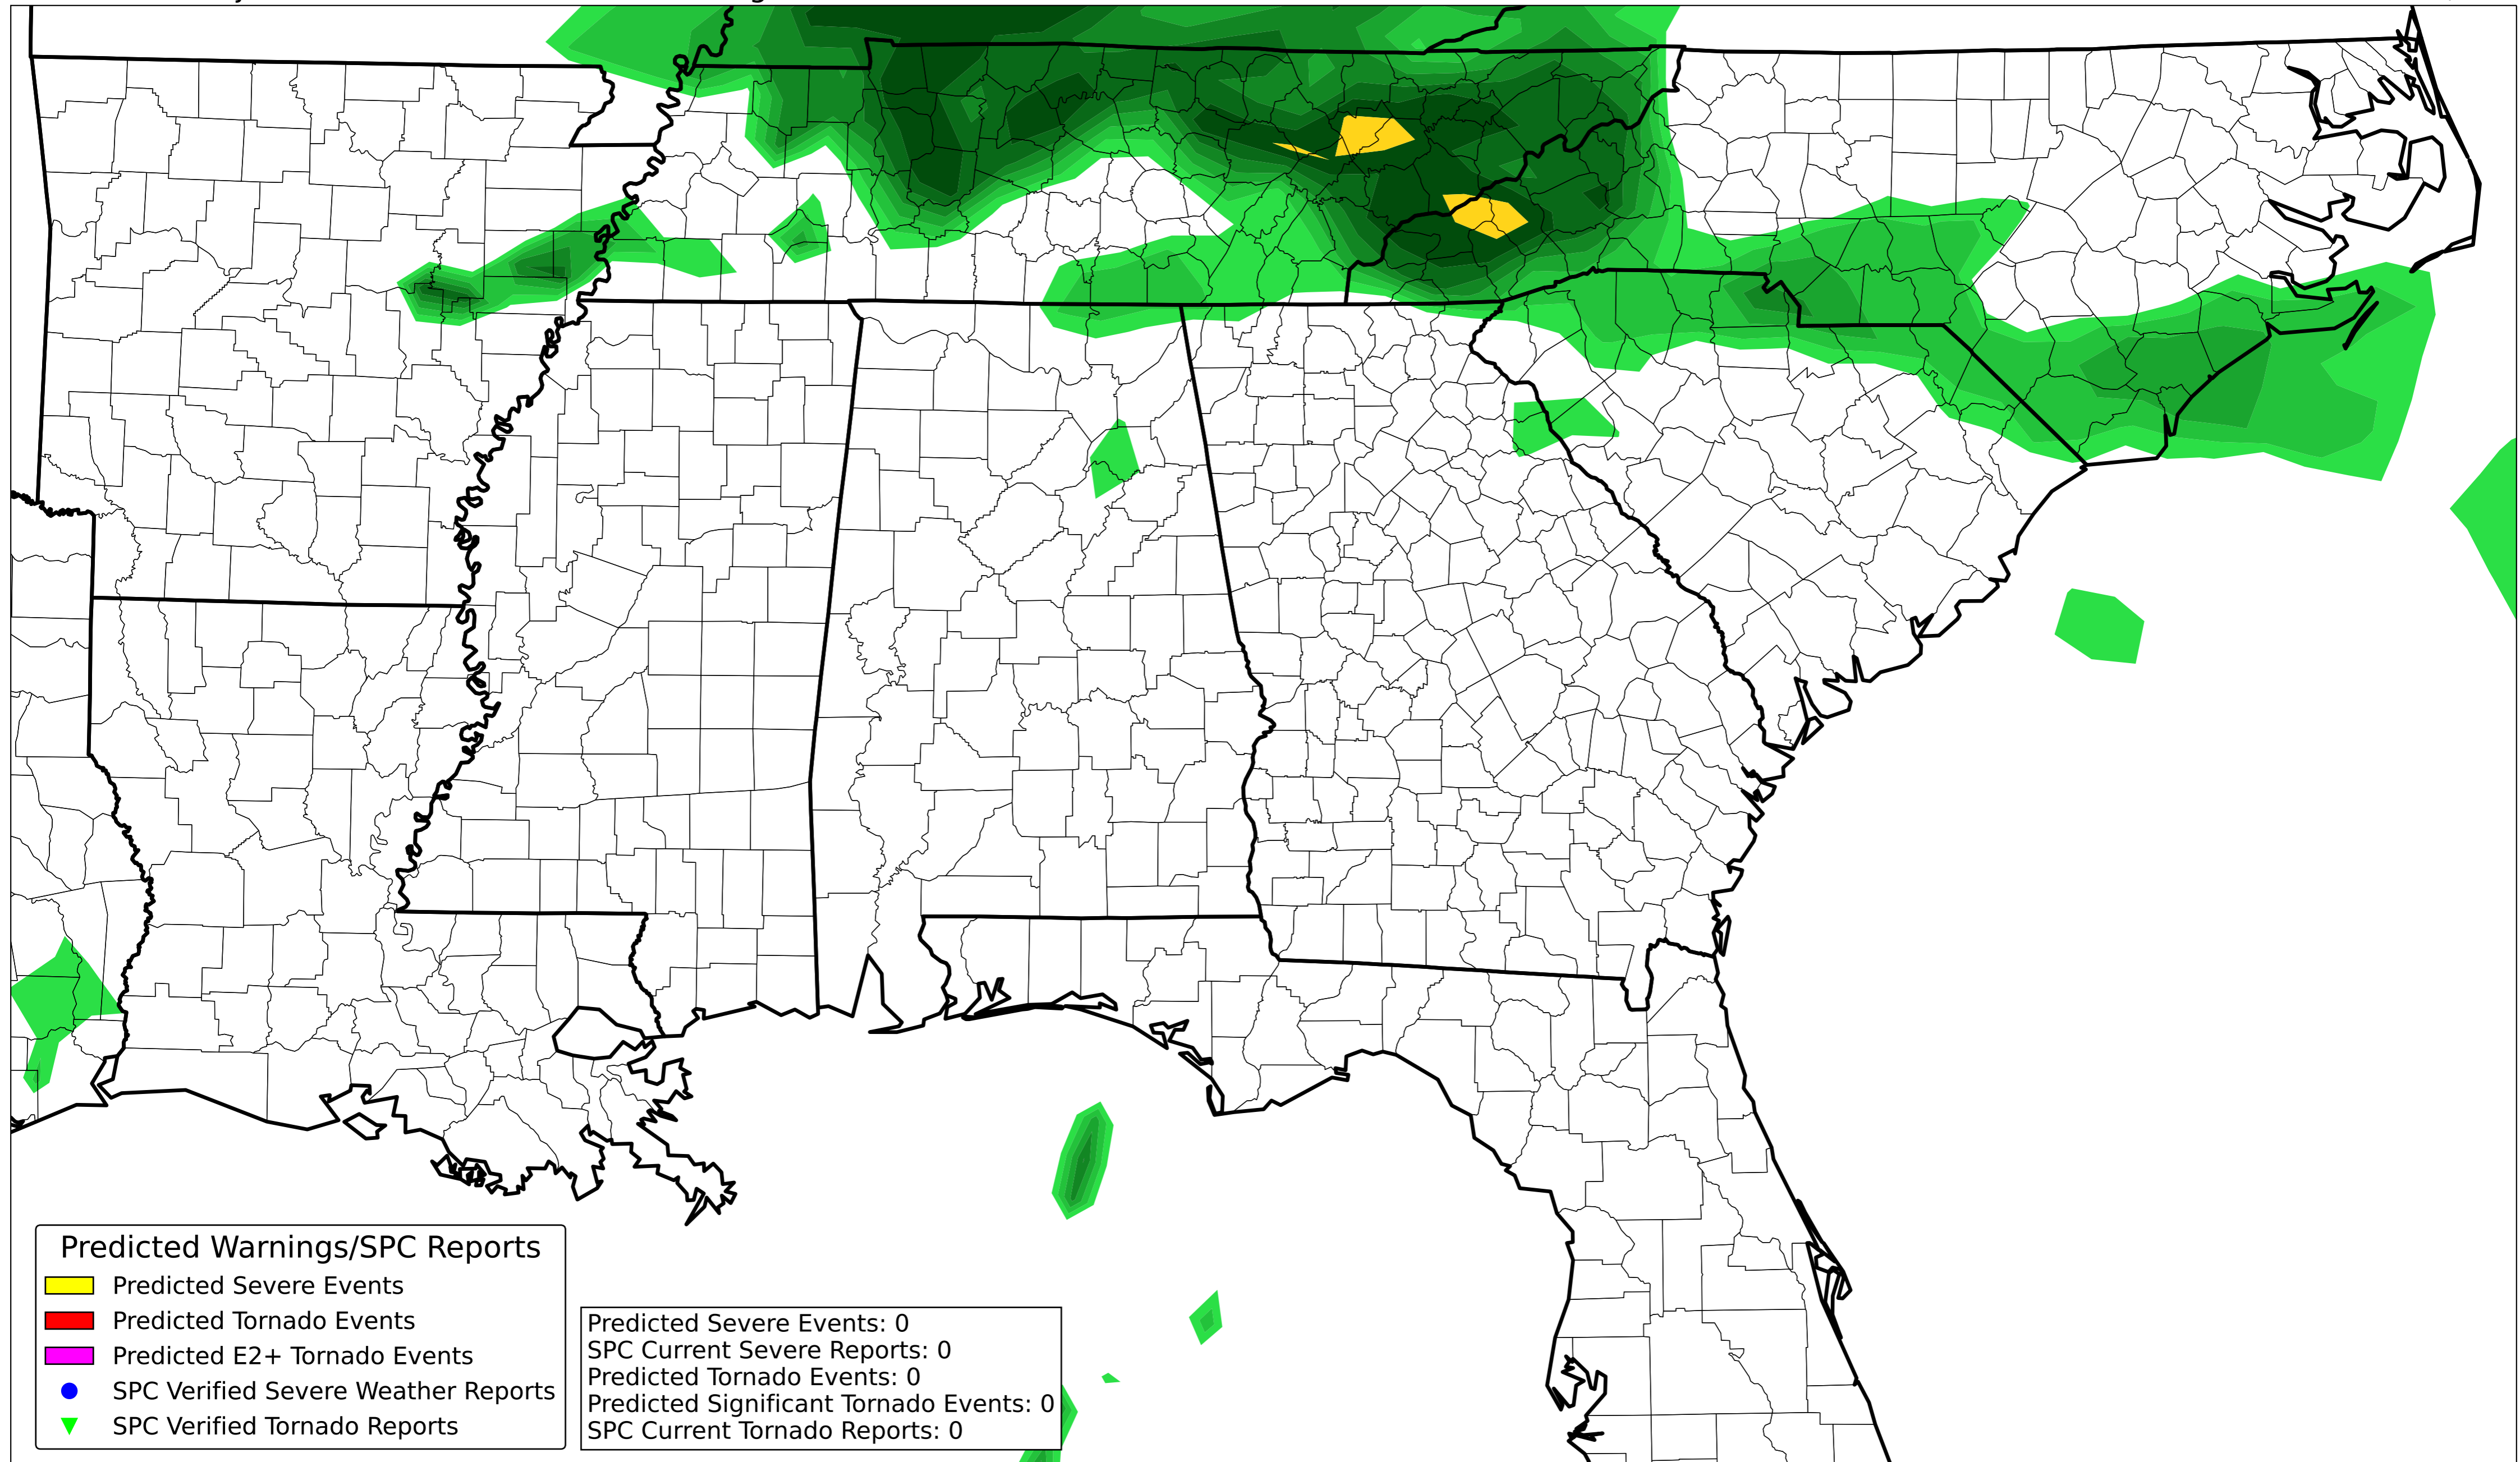 Predicted Warnings/SPC Reports
Predicted Severe Events
Predicted Tornado Events
Predicted E2+ Tornado Events
SPC Verified Severe Weather Reports
SPC Verified Tornado Reports
Predicted Severe Events: 0
SPC Current Severe Reports: 0
Predicted Tornado Events: 0
Predicted Significant Tornado Events: 0
SPC Current Tornado Reports: 0